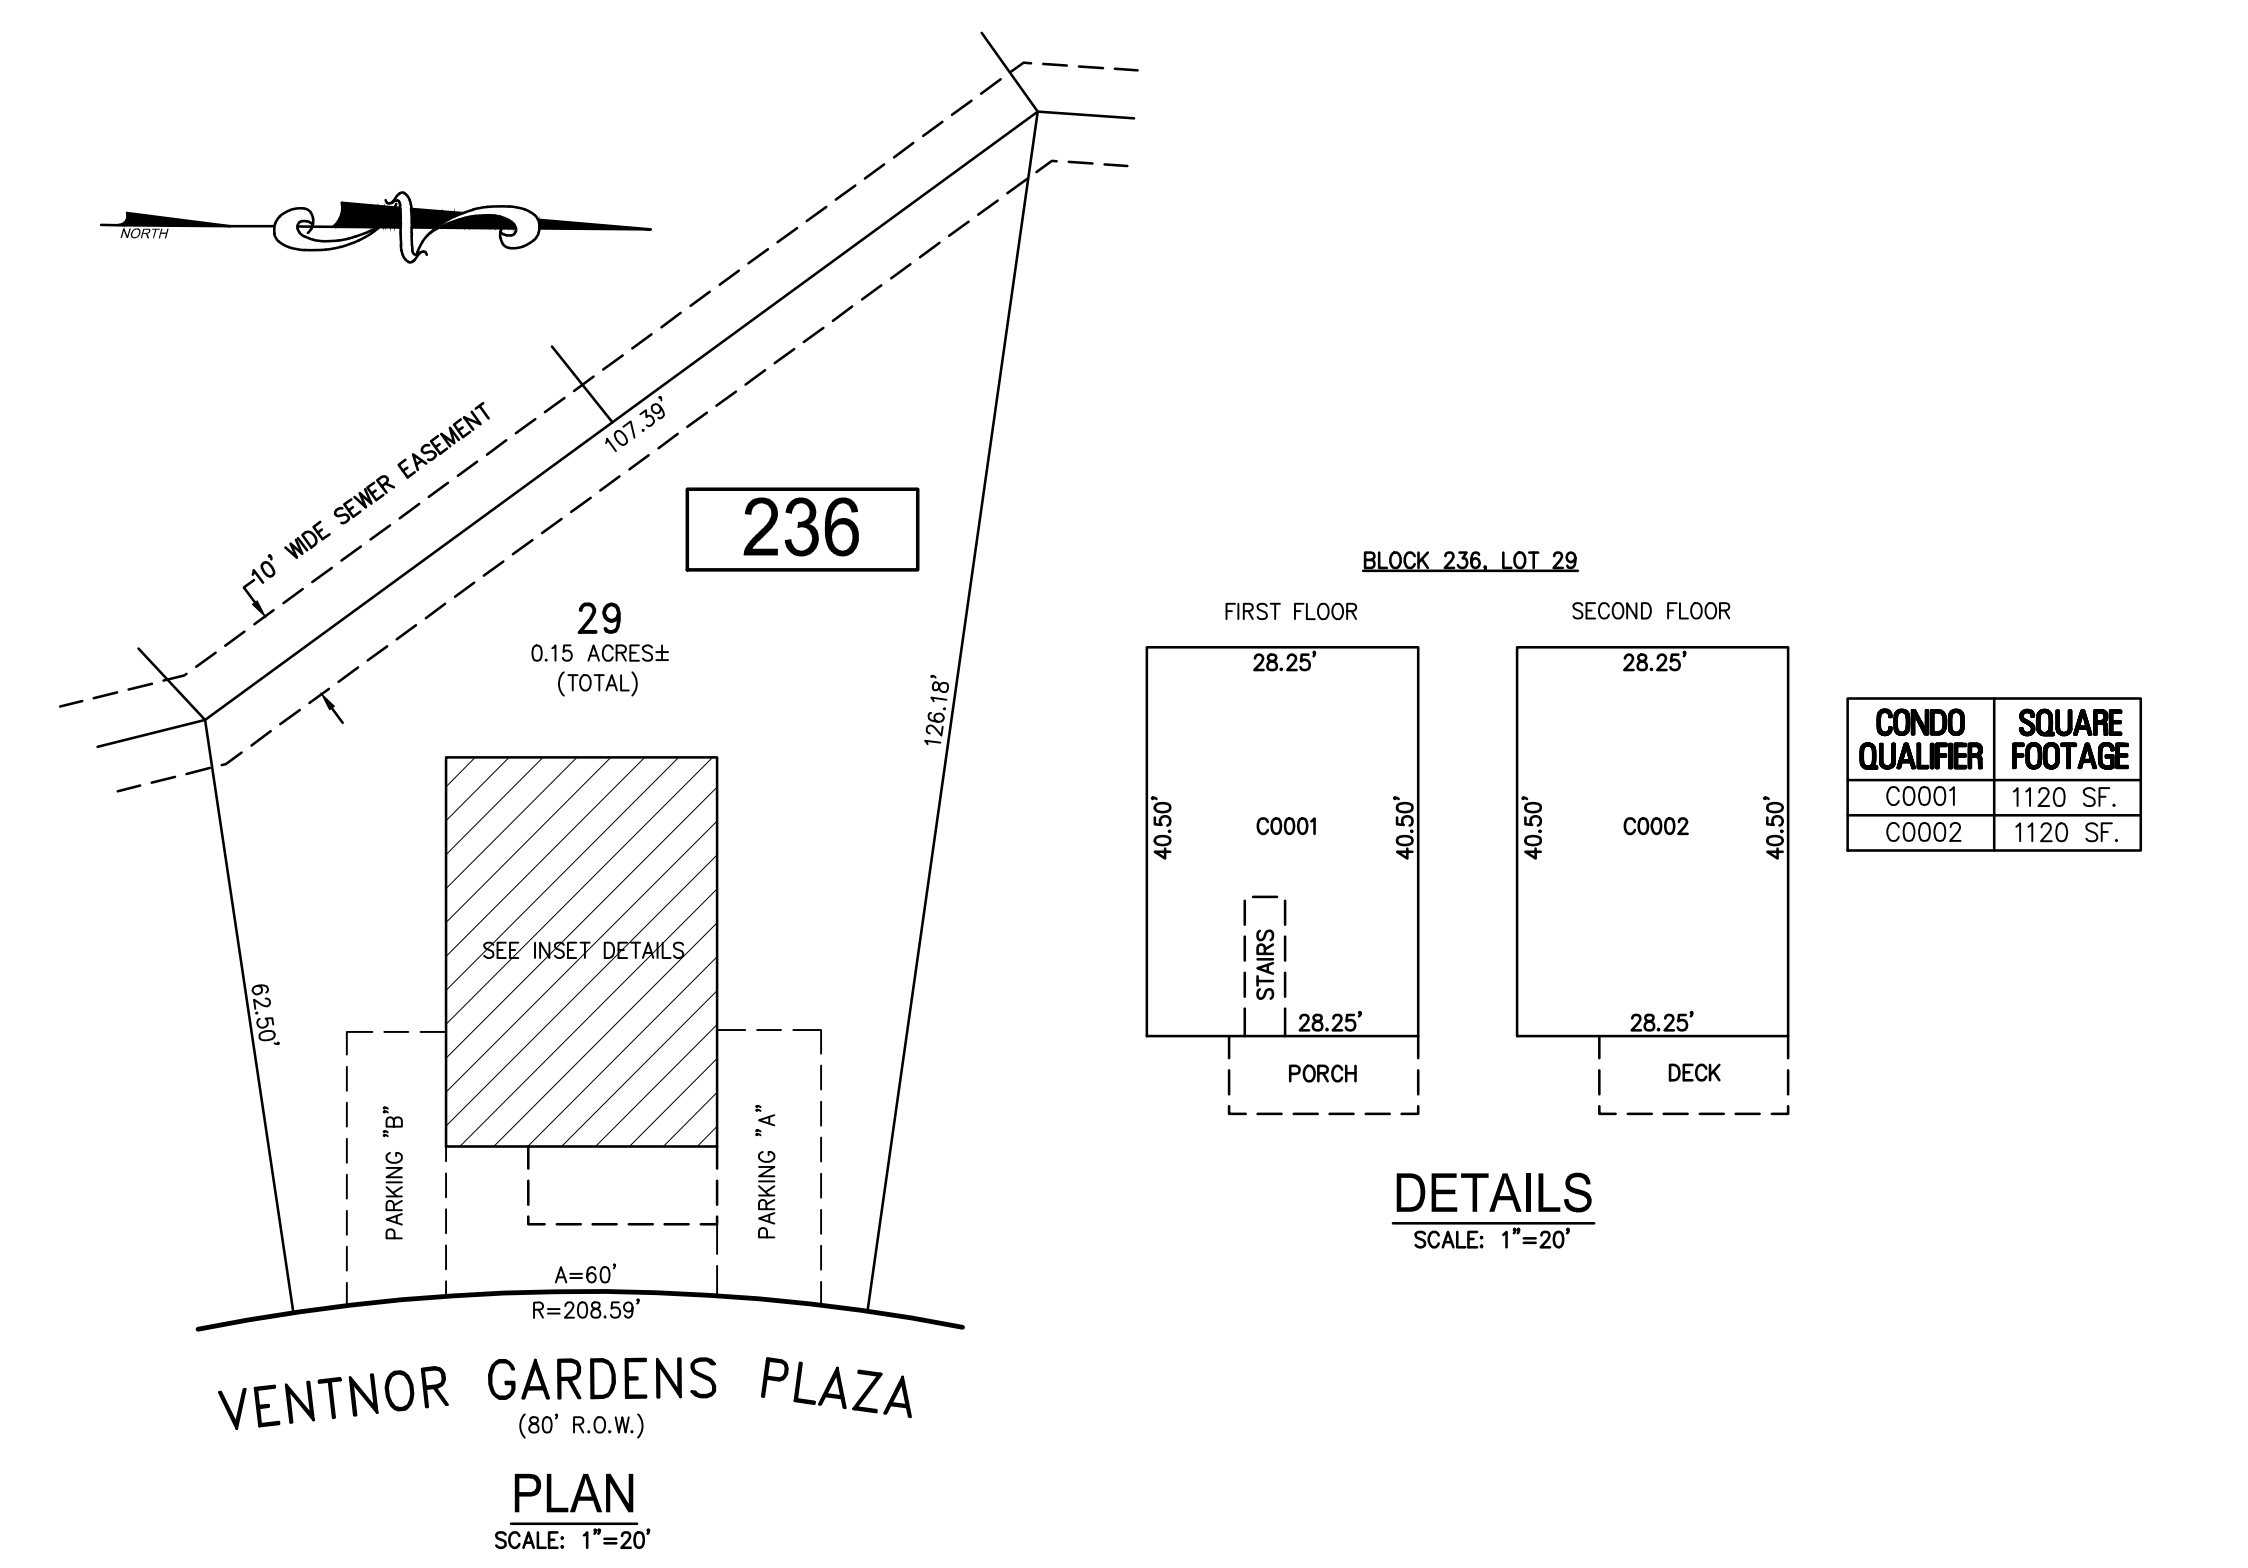 NORTH
10' WIDE SEWER EASEMENT
107.39'
236
29
0.15 ACRES±
(TOTAL)
126.18'
62.50'
SEE INSET DETAILS
PARKING "B"
PARKING "A"
A=60'
R=208.59'
VENTNOR GARDENS PLAZA
(80' R.O.W.)
PLAN
SCALE: 1"=20'
BLOCK 236, LOT 29
FIRST FLOOR
28.25'
40.50'
C0001
40.50'
STAIRS
28.25'
PORCH
SECOND FLOOR
28.25'
40.50'
C0002
40.50'
28.25'
DECK
DETAILS
SCALE: 1"=20'
CONDO QUALIFIER
SQUARE FOOTAGE
C0001 1120 SF.
C0002 1120 SF.